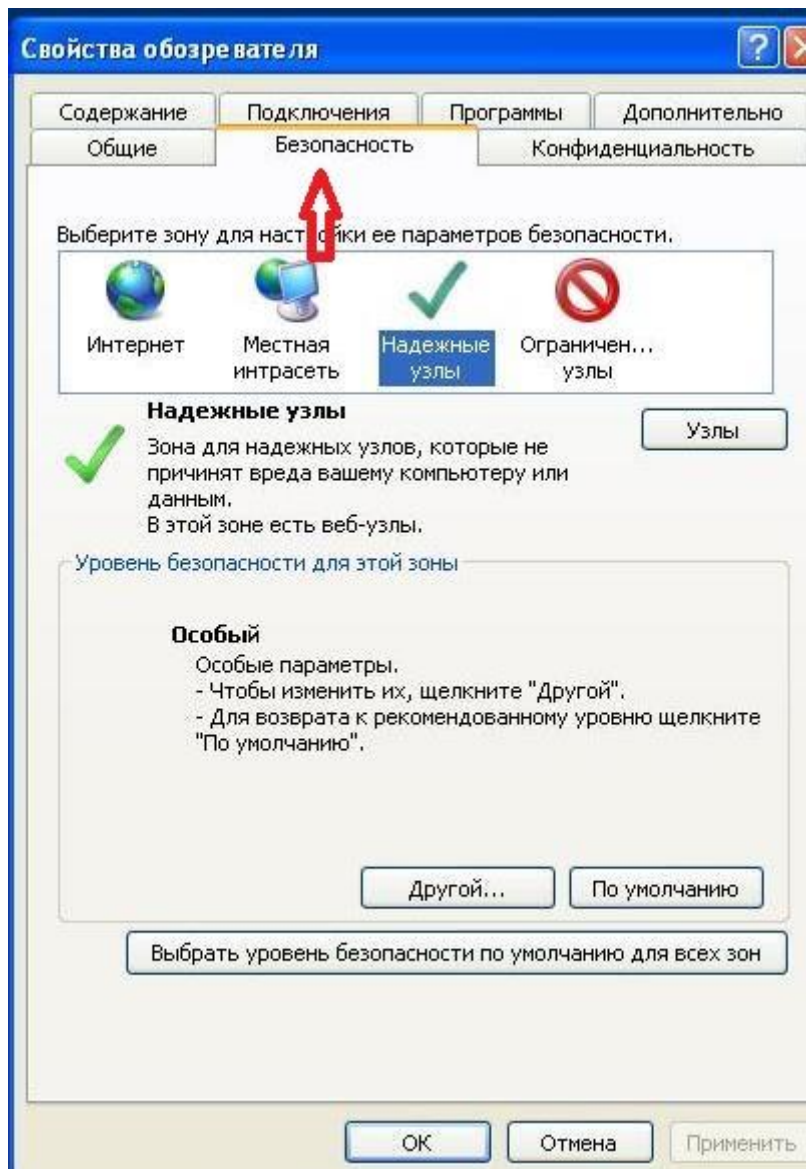 Свойства обозревателя
?
Содержание Подключения Программы Дополнительно
Общие Безопасность Конфиденциальность
Выберите зону для настройки ее параметров безопасности.
Интернет
Местная
интрасеть
Надежные
узлы
Ограничен...
узлы
Надежные узлы
Узлы
Зона для надежных узлов, которые не
причинят вреда вашему компьютеру или
данным.
В этой зоне есть веб-узлы.
Уровень безопасности для этой зоны
Особый
Особые параметры.
- Чтобы изменить их, щелкните "Другой".
- Для возврата к рекомендованному уровню щелкните
"По умолчанию".
Другой... По умолчанию
Выбрать уровень безопасности по умолчанию для всех зон
ОК Отмена Применить